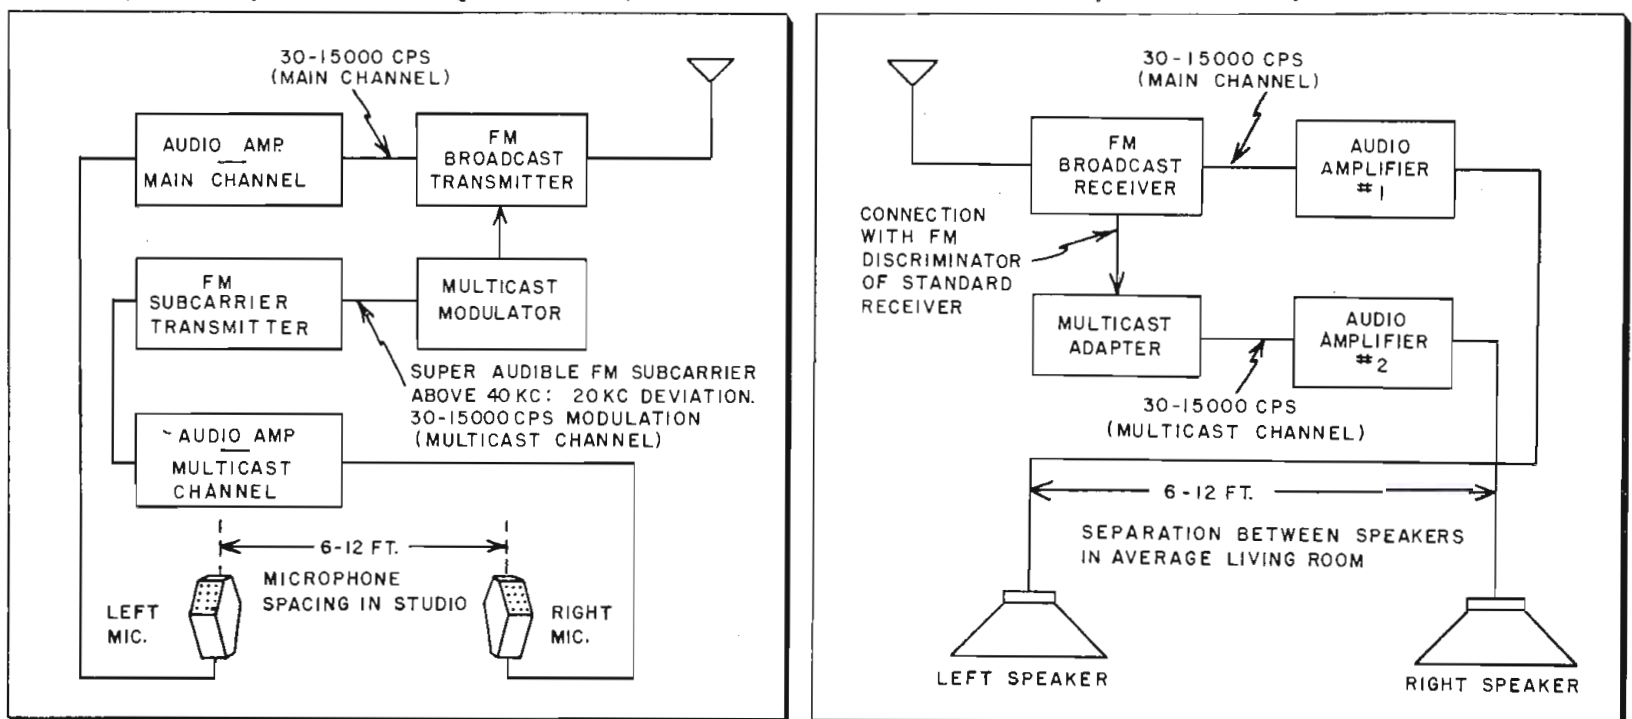 30-15000 CPS
(MAIN CHANNEL)
AUDIO AMP.
MAIN CHANNEL
FM
BROADCAST
TRANSMITTER
FM
SUBCARRIER
TRANSMITTER
MULTICAST
MODULATOR
SUPER AUDIBLE FM SUBCARRIER
ABOVE 40 KC: 20 KC DEVIATION.
30-15000 CPS MODULATION
(MULTICAST CHANNEL)
AUDIO AMP
MULTICAST
CHANNEL
6-12 FT.
MICROPHONE
SPACING IN STUDIO
LEFT
MIC.
RIGHT
MIC.
30-15000 CPS
(MAIN CHANNEL)
FM
BROADCAST
RECEIVER
AUDIO
AMPLIFIER
#1
CONNECTION
WITH FM
DISCRIMINATOR
OF STANDARD
RECEIVER
MULTICAST
ADAPTER
AUDIO
AMPLIFIER
#2
30-15000 CPS
(MULTICAST CHANNEL)
6-12 FT.
SEPARATION BETWEEN SPEAKERS
IN AVERAGE LIVING ROOM
LEFT SPEAKER
RIGHT SPEAKER